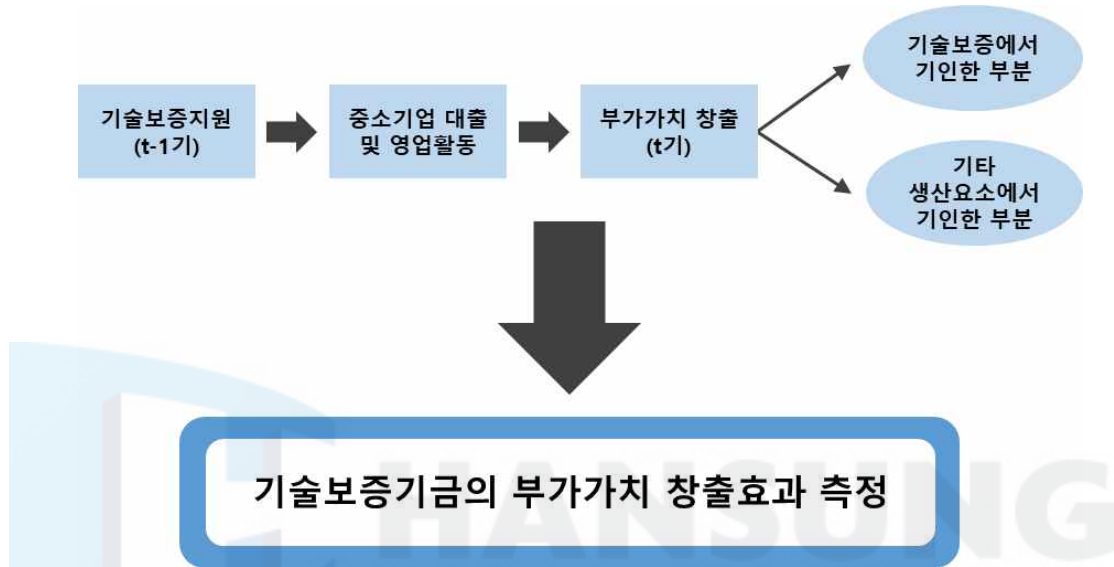 기술보증지원
(t-1기)
중소기업 대출
및 영업활동
부가가치 창출
(t기)
기술보증에서
기인한 부분
기타
생산요소에서
기인한 부분
기술보증기금의 부가가치 창출효과 측정
HANSUNG